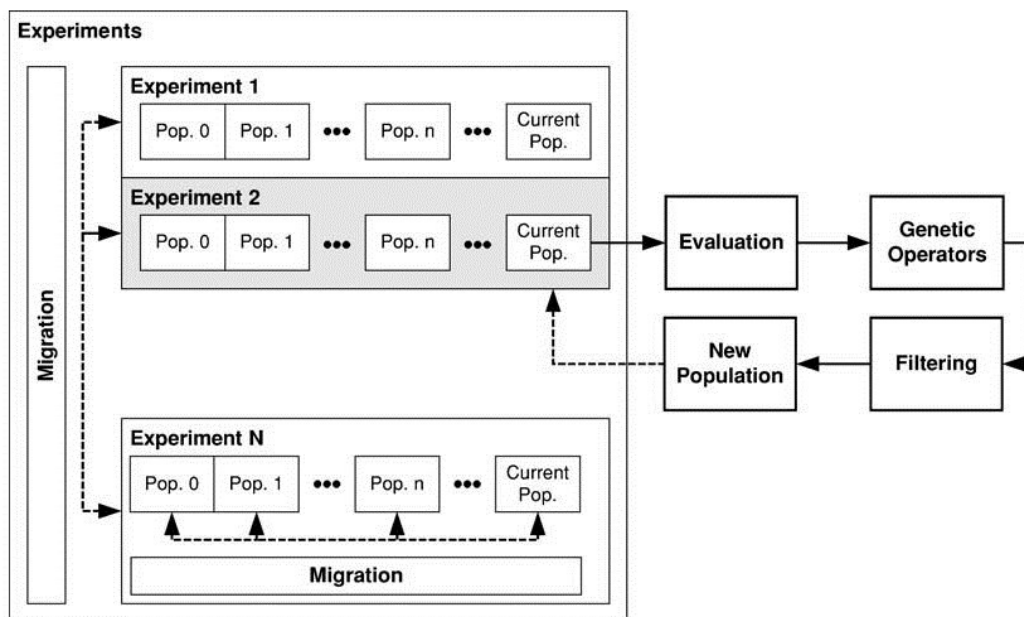 Experiments
Migration
Experiment 1
Pop. 0 Pop. 1 ••• Pop. n ••• Current
Pop.
Experiment 2
Pop. 0 Pop. 1 ••• Pop. n ••• Current
Pop.
Evaluation
Genetic
Operators
New
Population
Filtering
Experiment N
Pop. 0 Pop. 1 ••• Pop. n ••• Current
Pop.
Migration